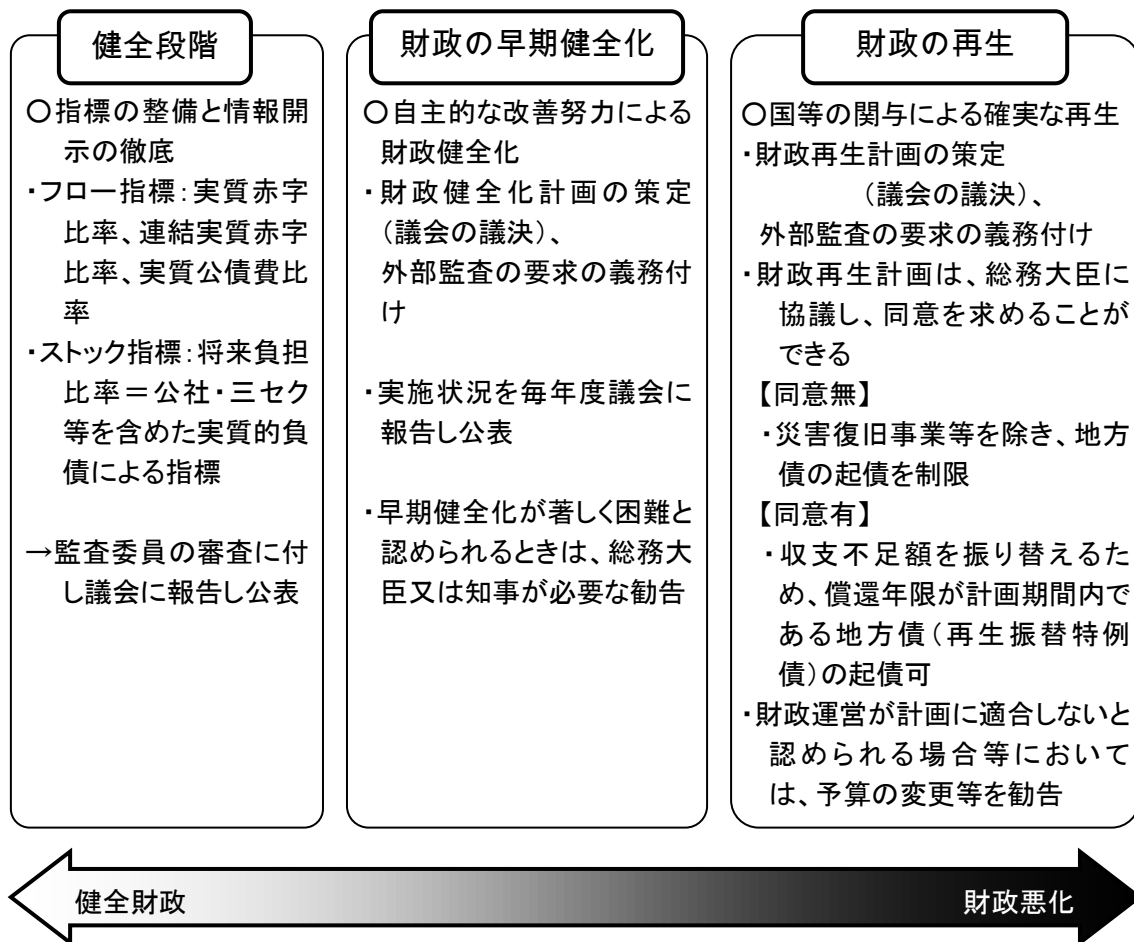 健全段階
〇指標の整備と情報開
示の徹底
・フロー指標：実質赤字
比率、連結実質赤字
比率、実質公債費比
率
・ストック指標：将来負担
比率＝公社・三セク
等を含めた実質的負
債による指標
→監査委員の審査に付
し議会に報告し公表
財政の早期健全化
〇自主的な改善努力による
財政健全化
・財政健全化計画の策定
（議会の議決）、
外部監査の要求の義務付
け
・実施状況を毎年度議会に
報告し公表
・早期健全化が著しく困難と
認められるときは、総務大
臣又は知事が必要な勧告
財政の再生
〇国等の関与による確実な再生
・財政再生計画の策定
（議会の議決）、
外部監査の要求の義務付け
・財政再生計画は、総務大臣に
協議し、同意を求めることが
できる
【同意無】
・災害復旧事業等を除き、地方
債の起債を制限
【同意有】
・収支不足額を振り替えるた
め、償還年限が計画期間内で
ある地方債（再生振替特例
債）の起債可
・財政運営が計画に適合しないと
認められる場合等において
は、予算の変更等を勧告
健全財政
財政悪化